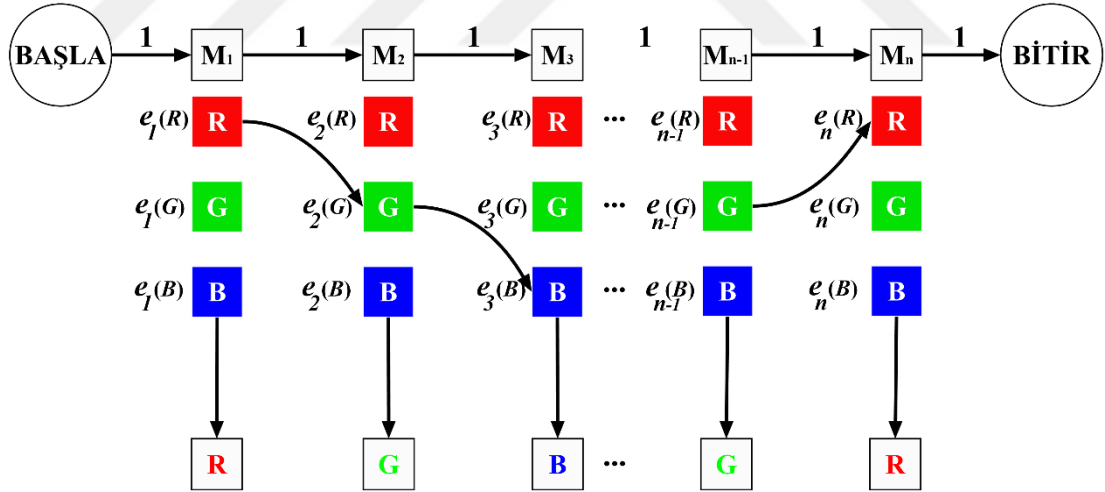 1 1 1 1 1 1
BAŞLA M₁ M₂ M₃ Mₙ₋₁ Mₙ BİTİR
e₁(R) R e₂(R) R e₃(R) R ... eₙ₋₁(R) R eₙ(R) R
e₁(G) G e₂(G) G e₃(G) G ... eₙ₋₁(G) G eₙ(G) G
e₁(B) B e₂(B) B e₃(B) B ... eₙ₋₁(B) B eₙ(B) B
R G B ... G R